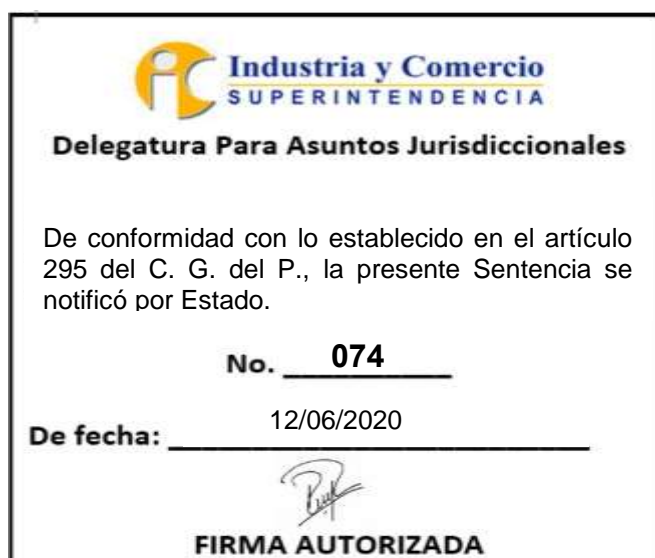 Industria y Comercio
SUPERINTENDENCIA
Delegatura Para Asuntos Jurisdiccionales
De conformidad con lo establecido en el artículo
295 del C. G. del P., la presente Sentencia se
notificó por Estado.
No. 074
De fecha: 12/06/2020
FIRMA AUTORIZADA